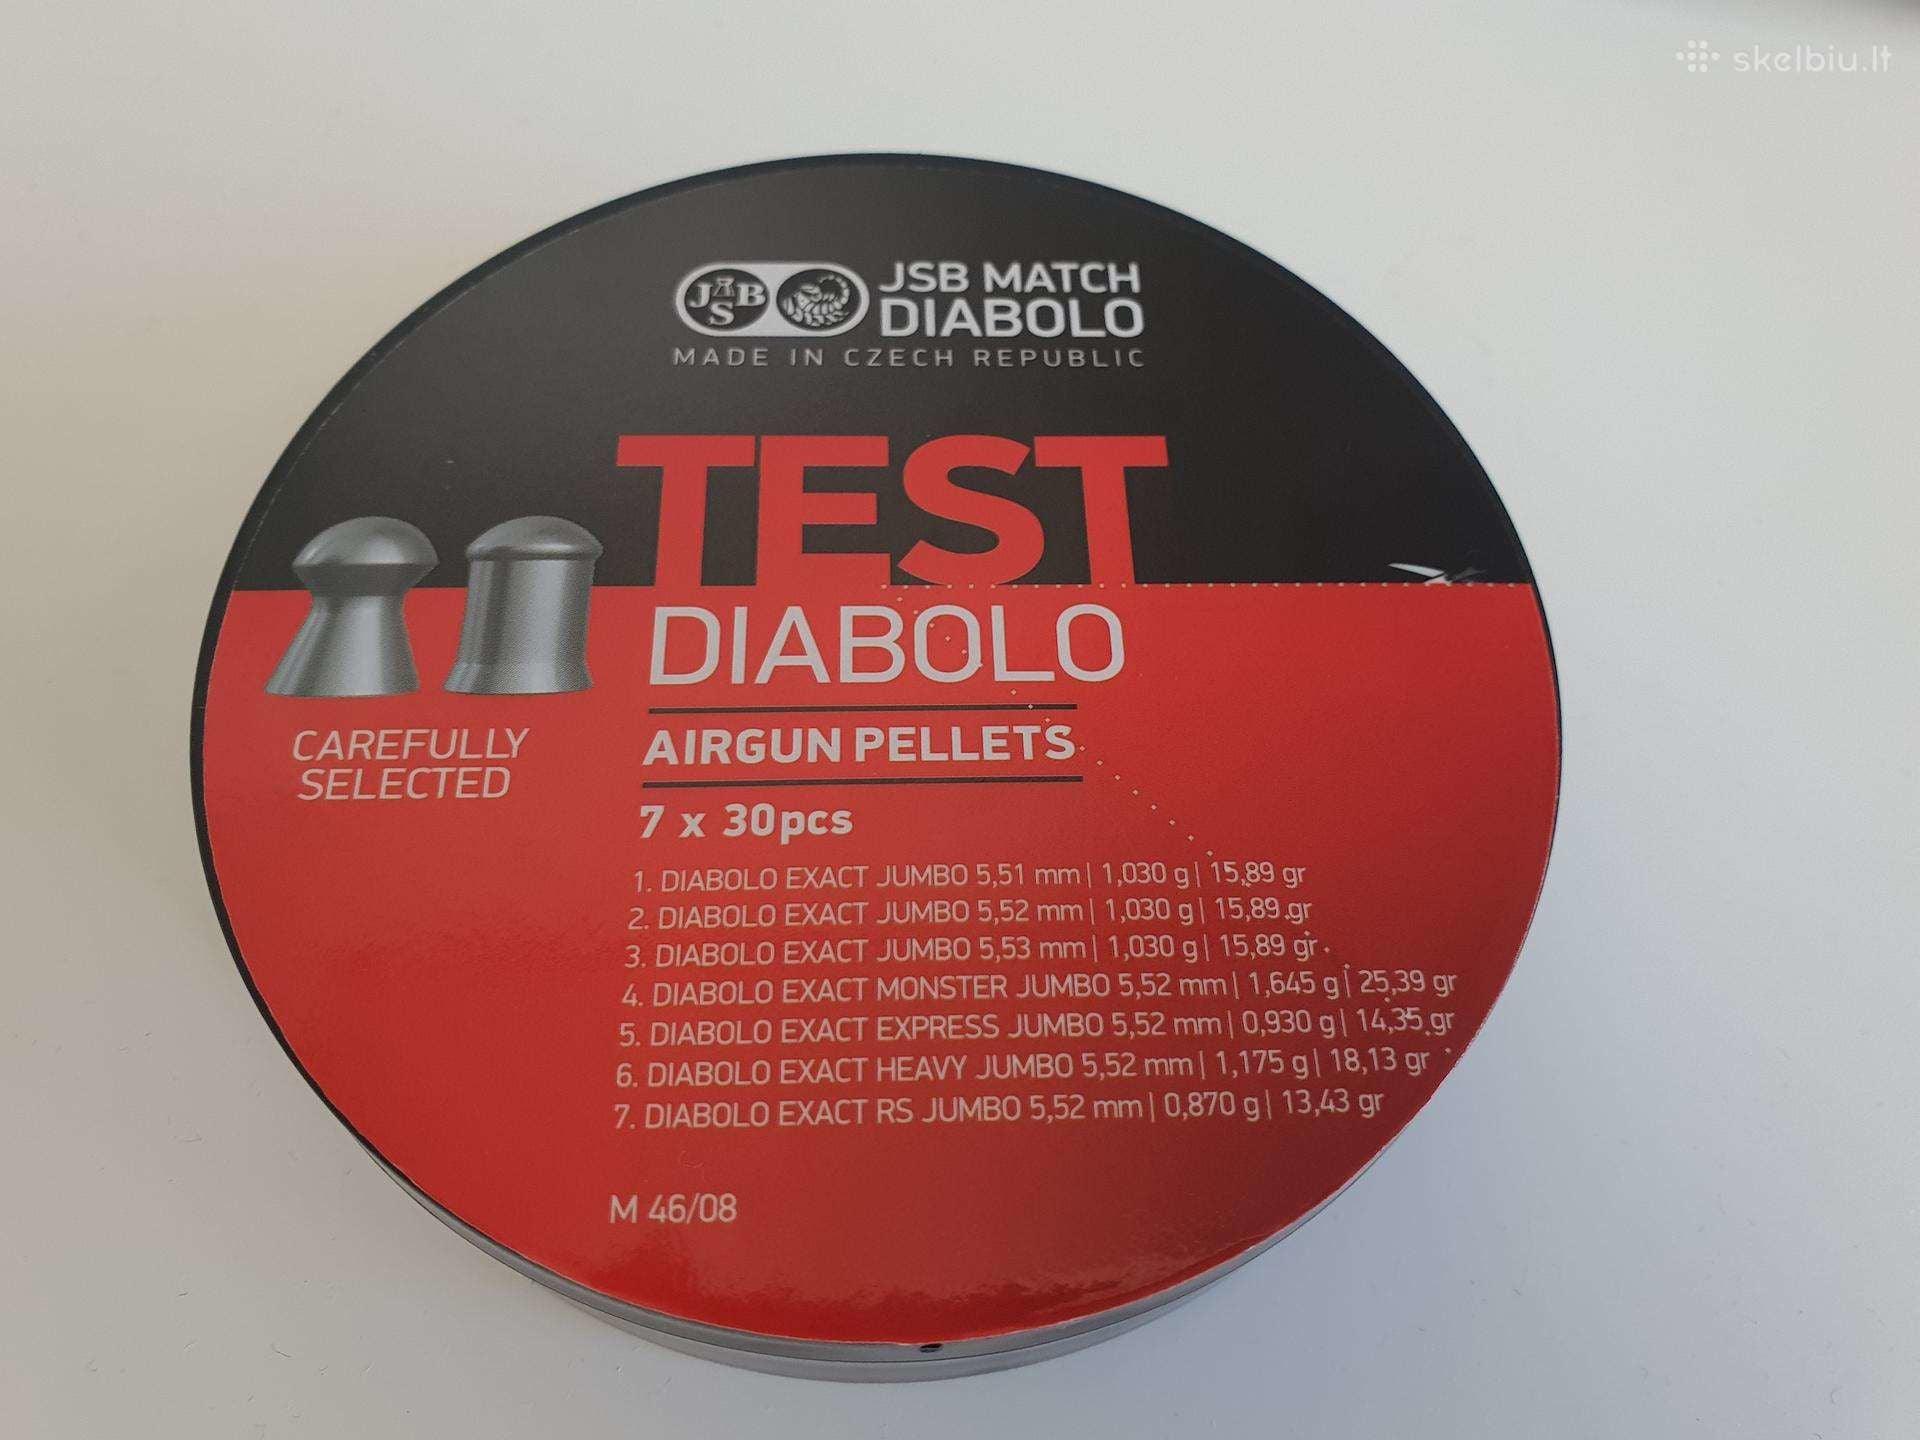 skelbiu.lt
JSB
JSB MATCH
DIABOLO
MADE IN CZECH REPUBLIC
TEST
DIABOLO
AIRGUN PELLETS
CAREFULLY
SELECTED
7 x 30pcs
1. DIABOLO EXACT JUMBO 5,51 mm | 1,030 g | 15,89 gr
2. DIABOLO EXACT JUMBO 5,52 mm | 1,030 g | 15,89 gr
3. DIABOLO EXACT JUMBO 5,53 mm | 1,030 g | 15,89 gr
4. DIABOLO EXACT MONSTER JUMBO 5,52 mm | 1,645 g | 25,39 gr
5. DIABOLO EXACT EXPRESS JUMBO 5,52 mm | 0,930 g | 14,35 gr
6. DIABOLO EXACT HEAVY JUMBO 5,52 mm | 1,175 g | 18,13 gr
7. DIABOLO EXACT RS JUMBO 5,52 mm | 0,870 g | 13,43 gr
M 46/08